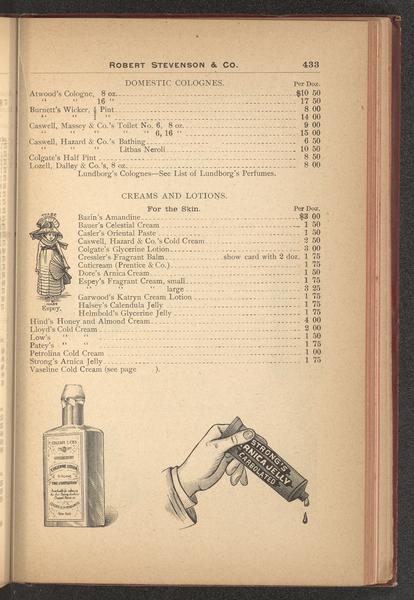 ROBERT STEVENSON & CO. 433
DOMESTIC COLOGNES. Per Doz.
Atwood's Cologne, 8 oz. $10 50
" " 16 " 17 50
Burnett's Wicker, ½ Pint 8 00
" " 1 " 14 00
Caswell, Massey & Co.'s Toilet No. 6, 8 oz. 9 00
" " " " 6, 16 " 15 00
Caswell, Hazard & Co.'s Bathing 6 50
" " " Lithas Neroli 10 50
Colgate's Half Pint 8 50
Lozell, Dalley & Co.'s, 8 oz. 8 00
Lundborg's Colognes—See List of Lundborg's Perfumes.
CREAMS AND LOTIONS.
For the Skin. Per Doz.
Bazin's Amandine $3 00
Bauer's Celestial Cream 1 50
Casler's Oriental Paste 1 50
Caswell, Hazard & Co.'s Cold Cream 2 50
Colgate's Glycerine Lotion 3 00
Cressler's Fragrant Balm show card with 2 doz. 1 75
Cuticream (Prentice & Co.) 1 75
Dore's Arnica Cream 1 50
Espey's Fragrant Cream, small 1 75
" " " large 3 25
Garwood's Katryn Cream Lotion 1 75
Halsey's Calendula Jelly 1 75
Helmbold's Glycerine Jelly 1 75
Espey,
Hind's Honey and Almond Cream 4 00
Lloyd's Cold Cream 2 00
Low's " " 1 50
Patey's " " 1 75
Petrolina Cold Cream 1 00
Strong's Arnica Jelly 1 75
Vaseline Cold Cream (see page ).
STRONG'S
ARNICA JELLY
CARBOLATED